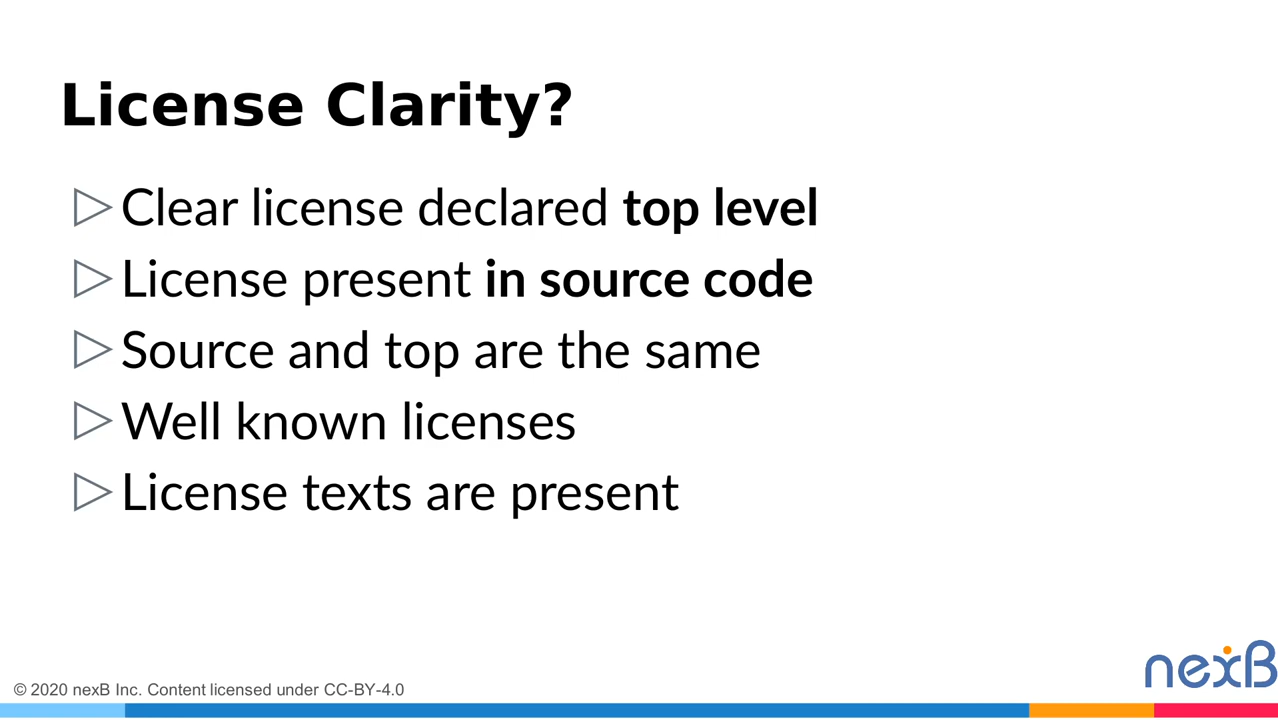 License Clarity?
Clear license declared top level
License present in source code
Source and top are the same
Well known licenses
License texts are present
nexB
© 2020 nexB Inc. Content licensed under CC-BY-4.0